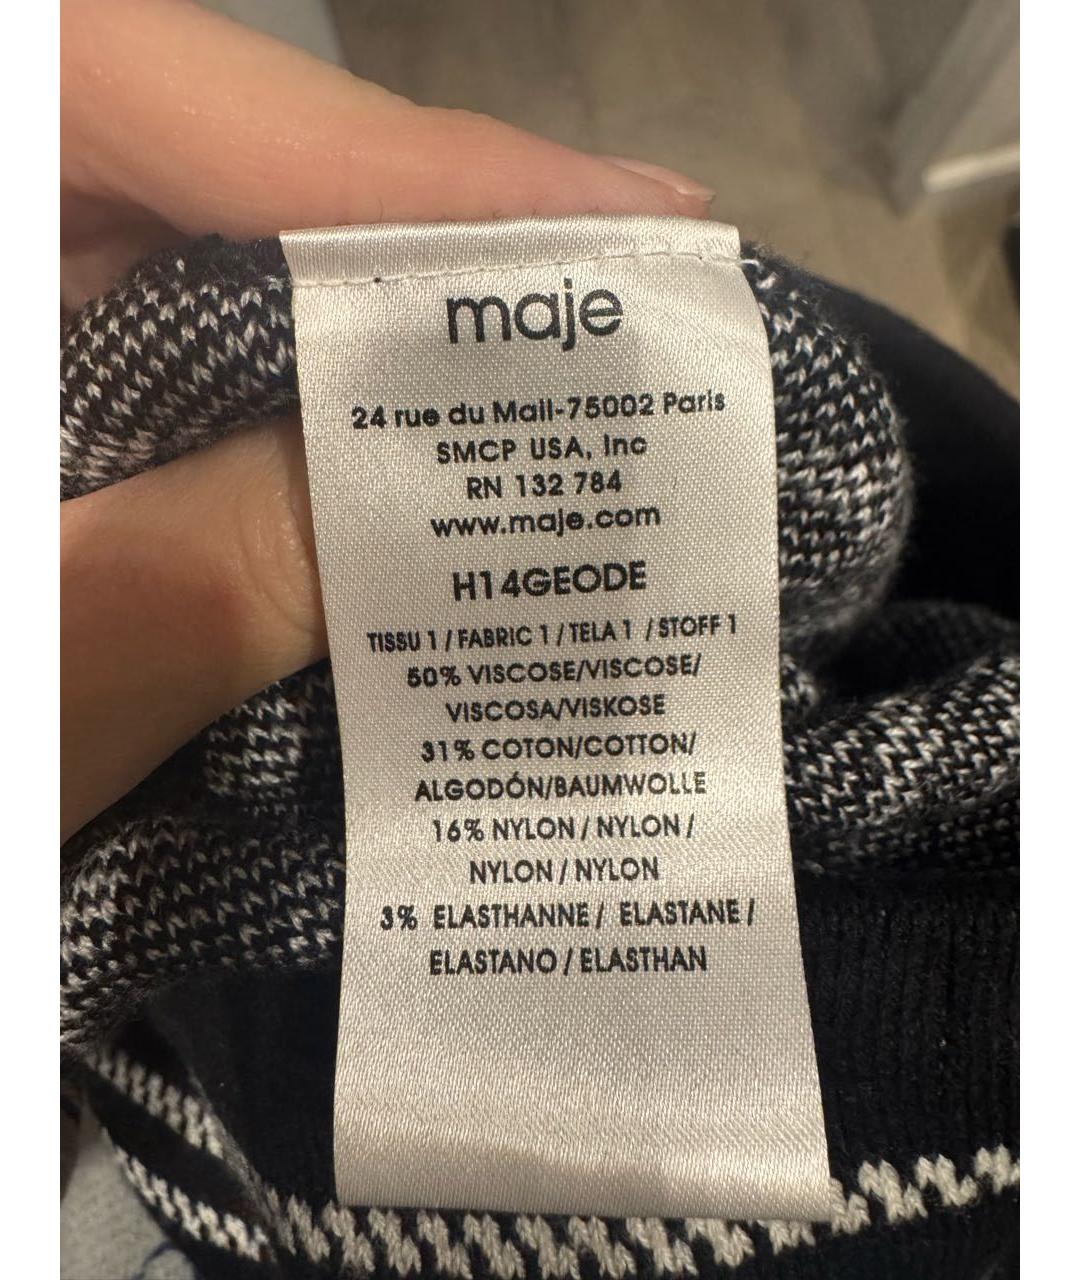 maje
24 rue du Mail-75002 Paris
SMCP USA, Inc
RN 132 784
www.maje.com
H14GEODE
TISSU 1 / FABRIC 1 / TELA 1 / STOFF 1
50% VISCOSE/VISCOSE/
VISCOSA/VISKOSE
31% COTON/COTTON/
ALGODÓN/BAUMWOLLE
16% NYLON / NYLON /
NYLON / NYLON
3% ELASTHANNE / ELASTANE /
ELASTANO / ELASTHAN